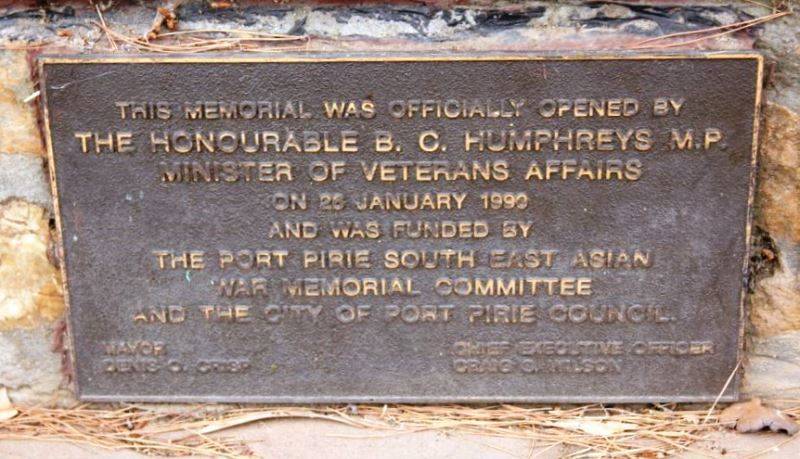 THIS MEMORIAL WAS OFFICIALLY OPENED BY
THE HONOURABLE B. C. HUMPHREYS M.P.
MINISTER OF VETERANS AFFAIRS
ON 26 JANUARY 1993
AND WAS FUNDED BY
THE PORT PIRIE SOUTH EAST ASIAN
WAR MEMORIAL COMMITTEE
AND THE CITY OF PORT PIRIE COUNCIL.
MAYOR
DENIS O. CRISP
CHIEF EXECUTIVE OFFICER
CRAIG WILSON